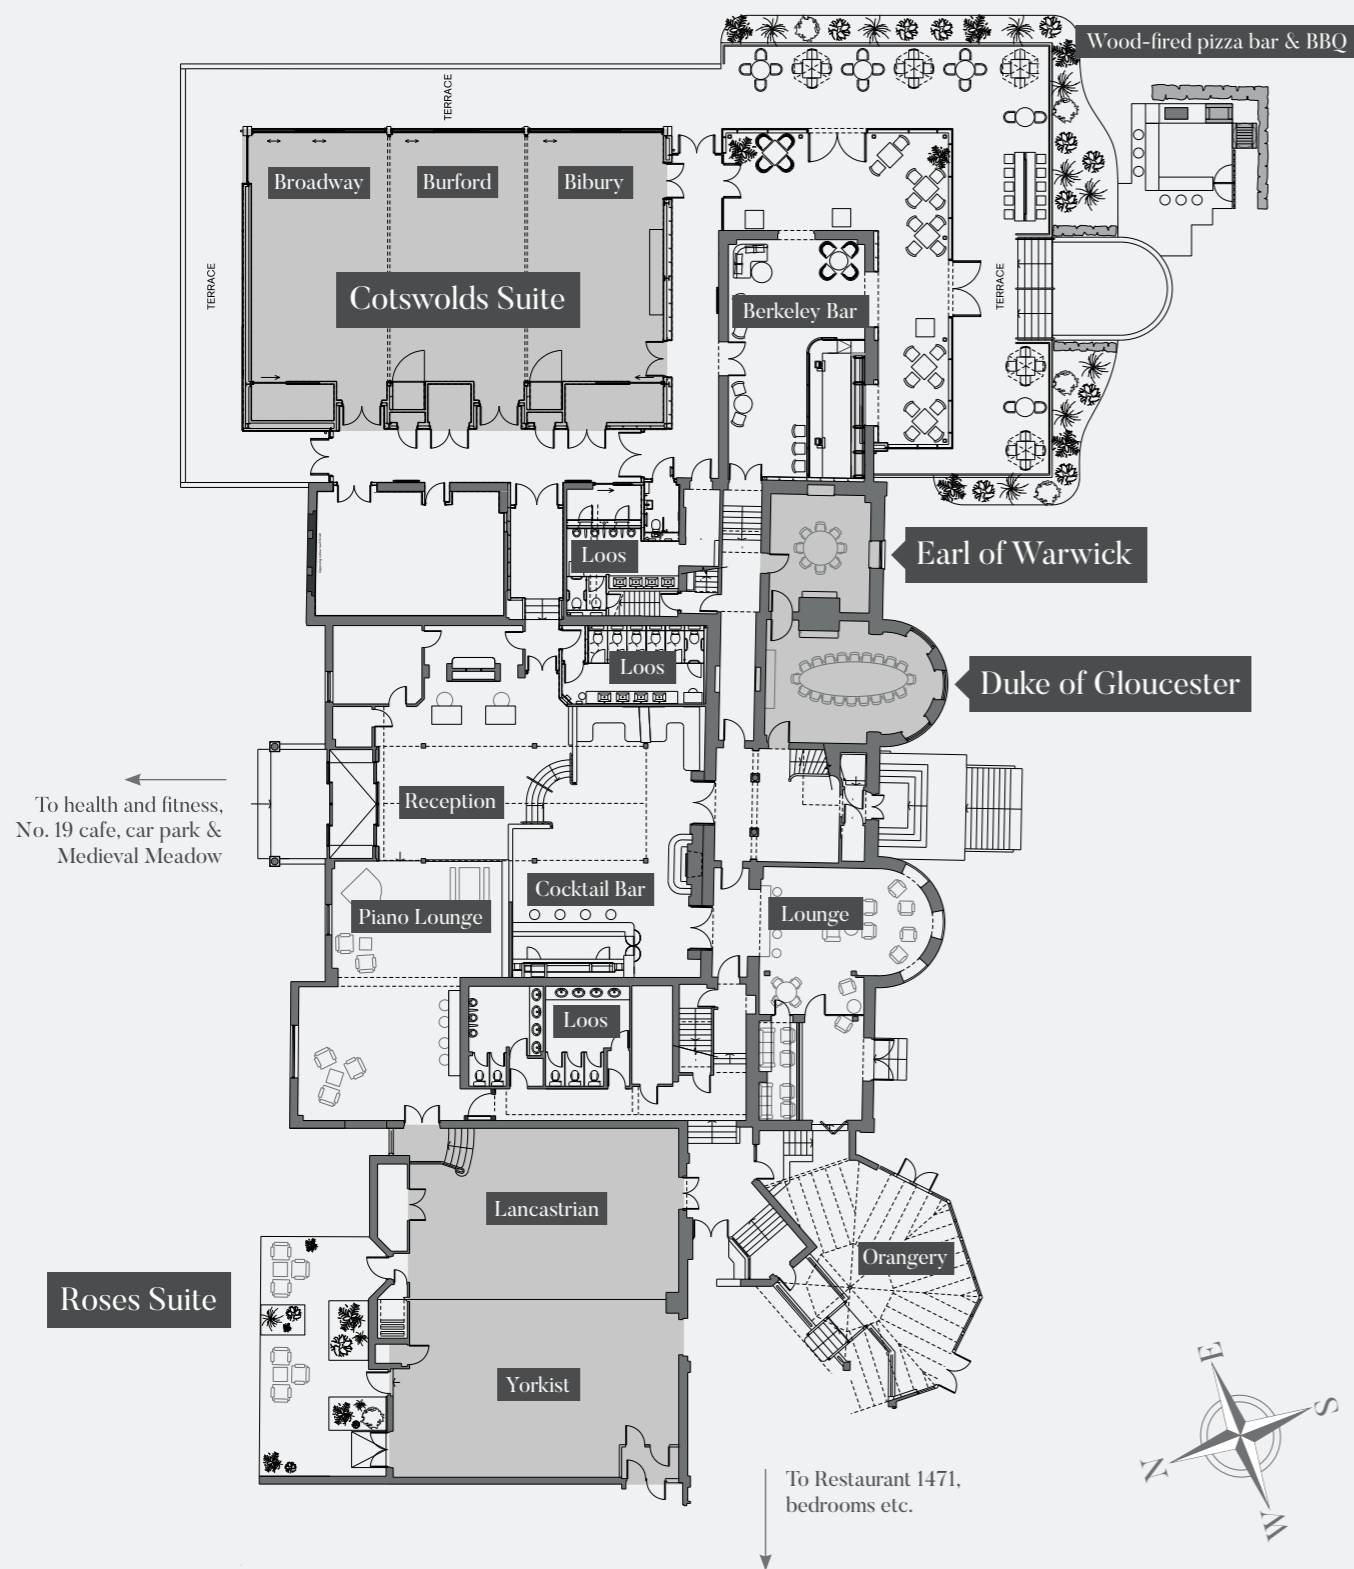 Wood-fired pizza bar & BBQ
TERRACE
Broadway
Burford
Bibury
TERRACE
Cotswolds Suite
TERRACE
Berkeley Bar
Loos
Earl of Warwick
Loos
Duke of Gloucester
To health and fitness,
No. 19 cafe, car park &
Medieval Meadow
Reception
Cocktail Bar
Piano Lounge
Lounge
Loos
Lancastrian
Orangery
Roses Suite
Yorkist
To Restaurant 1471,
bedrooms etc.
E
S
N
W